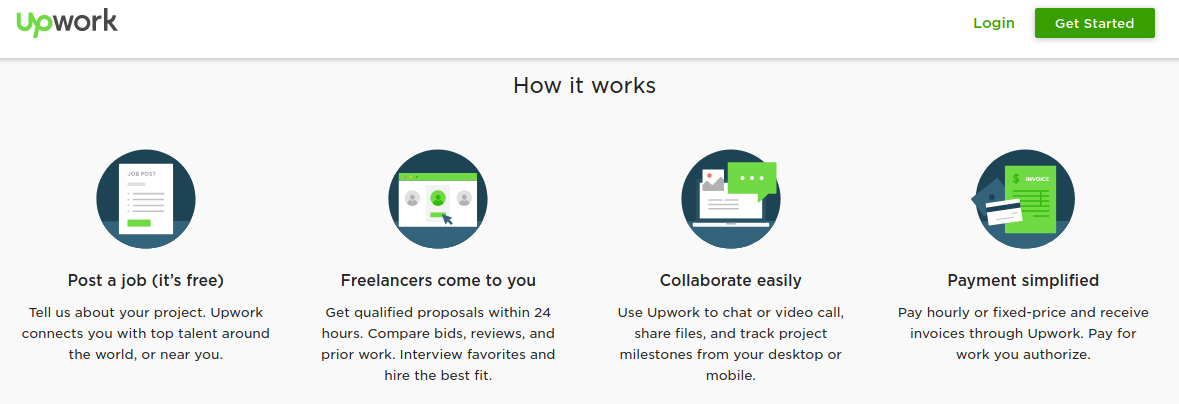 upwork
Login
Get Started
How it works
JOB POST
$ INVOICE
Post a job (it’s free)
Tell us about your project. Upwork
connects you with top talent around
the world, or near you.
Freelancers come to you
Get qualified proposals within 24
hours. Compare bids, reviews, and
prior work. Interview favorites and
hire the best fit.
Collaborate easily
Use Upwork to chat or video call,
share files, and track project
milestones from your desktop or
mobile.
Payment simplified
Pay hourly or fixed-price and receive
invoices through Upwork. Pay for
work you authorize.